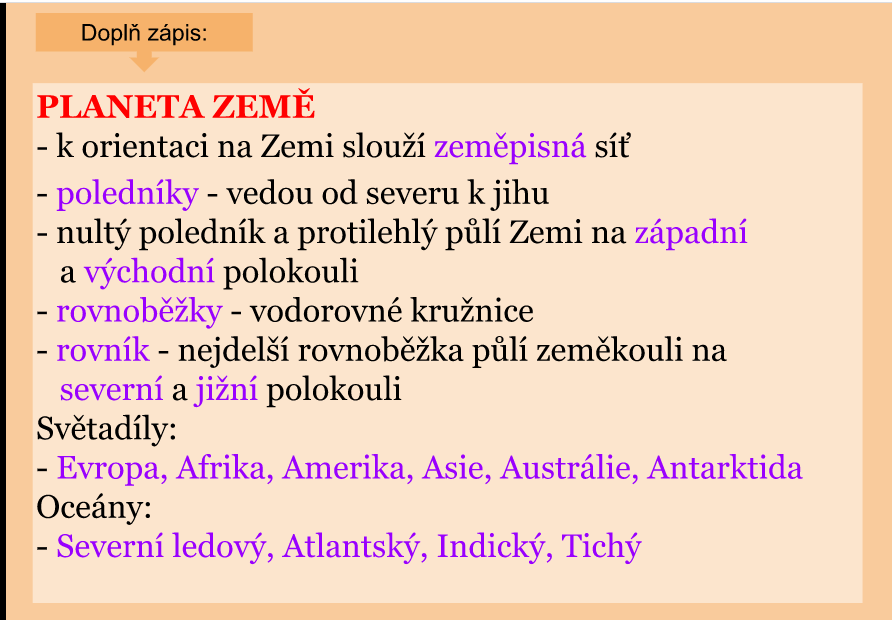 Doplň zápis:
PLANETA ZEMĚ
- k orientaci na Zemi slouží zeměpisná síť
- poledníky - vedou od severu k jihu
- nultý poledník a protilehlý půlí Zemi na západní
a východní polokouli
- rovnoběžky - vodorovné kružnice
- rovník - nejdelší rovnoběžka půlí zeměkouli na
severní a jižní polokouli
Světadíly:
- Evropa, Afrika, Amerika, Asie, Austrálie, Antarktida
Oceány:
- Severní ledový, Atlantský, Indický, Tichý